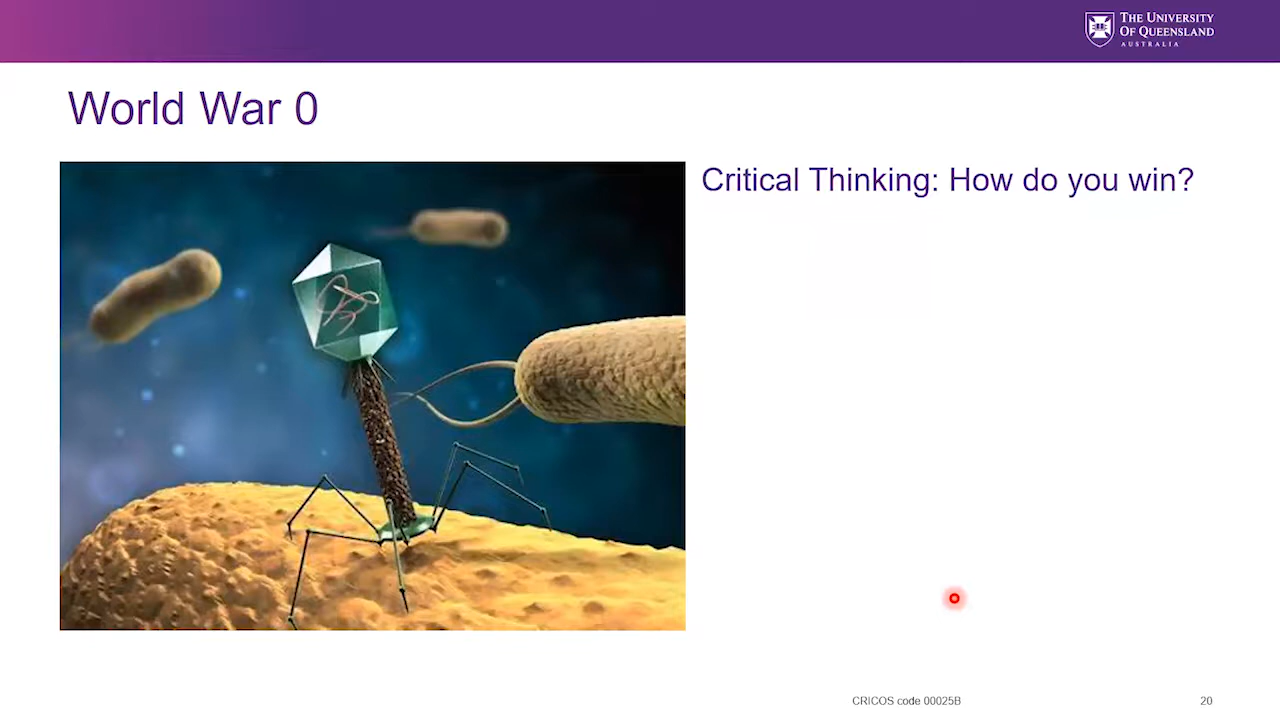 THE UNIVERSITY
OF QUEENSLAND
AUSTRALIA
World War 0
Critical Thinking: How do you win?
CRICOS code 00025B
20